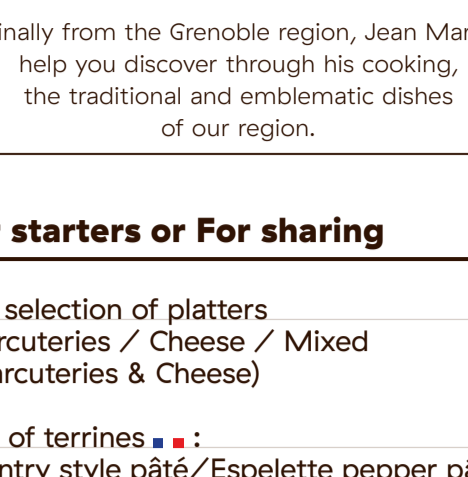 inally from the Grenoble region, Jean Mar
help you discover through his cooking,
the traditional and emblematic dishes
of our region.
starters or For sharing
selection of platters
rcuteries / Cheese / Mixed
arcuteries & Cheese)
of terrines :
ntry style pâté/Espelette pepper pâ